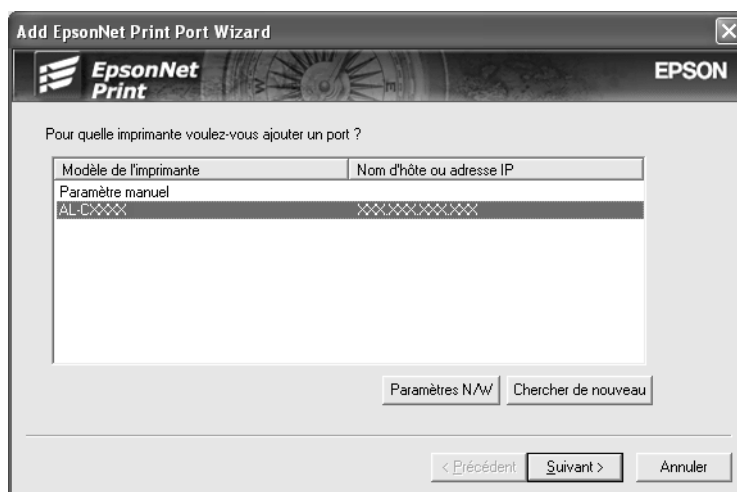 Add EpsonNet Print Port Wizard
EpsonNet
Print
EPSON
W
m
Pour quelle imprimante voulez-vous ajouter un port ?
Modèle de l'imprimante Nom d'hôte ou adresse IP
Paramètre manuel
AL-CXXXX XXX.XXX.XXX.XXX
Paramètres N/W Chercher de nouveau
< Précédent Suivant > Annuler